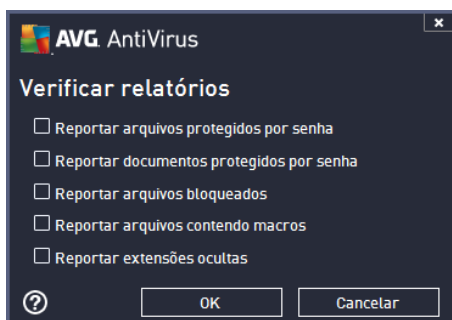 AVG AntiVirus
Verificar relatórios
Reportar arquivos protegidos por senha
Reportar documentos protegidos por senha
Reportar arquivos bloqueados
Reportar arquivos contendo macros
Reportar extensões ocultas
? OK Cancelar